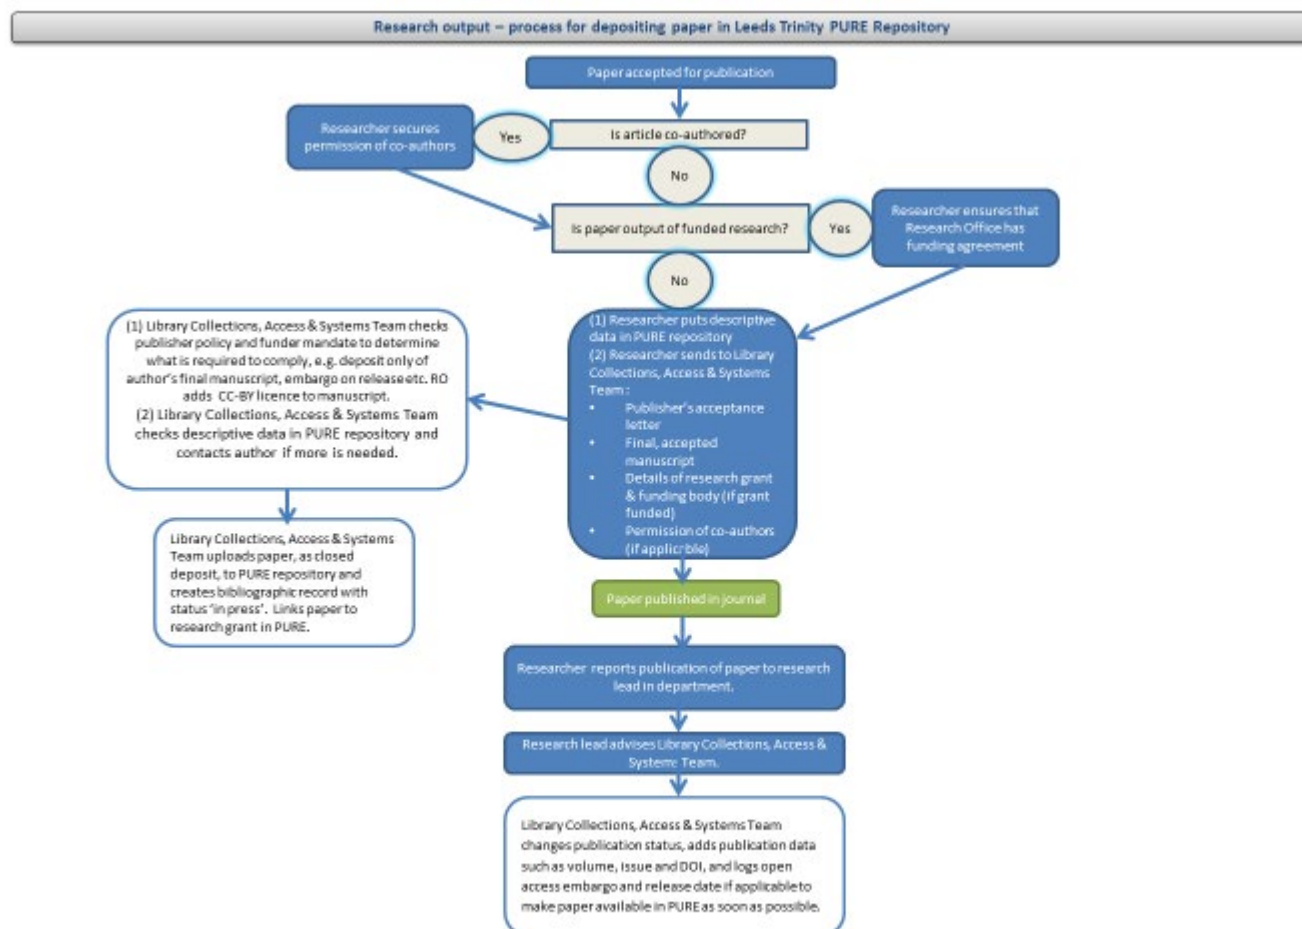 Research output – process for depositing paper in Leeds Trinity PURE Repository
Paper accepted for publication
Is article co-authored?
Yes
Researcher secures
permission of co-authors
No
Is paper output of funded research?
Yes
Researcher ensures that
Research Office has
funding agreement
No
(1) Researcher puts descriptive
data in PURE repository
(2) Researcher sends to Library
Collections, Access & Systems
Team:
• Publisher's acceptance
letter
• Final, accepted
manuscript
• Details of research grant
& funding body (if grant
funded)
• Permission of co-authors
(if applicable)
(1) Library Collections, Access & Systems Team checks
publisher policy and funder mandate to determine
what is required to comply, e.g. deposit only of
author's final manuscript, embargo on release etc. RO
adds CC-BY licence to manuscript.
(2) Library Collections, Access & Systems Team
checks descriptive data in PURE repository and
contacts author if more is needed.
Library Collections, Access & Systems
Team uploads paper, as closed
deposit, to PURE repository and
creates bibliographic record with
status 'in press'. Links paper to
research grant in PURE.
Paper published in journal
Researcher reports publication of paper to research
lead in department.
Research lead advises Library Collections, Access &
Systems Team.
Library Collections, Access & Systems Team
changes publication status, adds publication data
such as volume, issue and DOI, and logs open
access embargo and release date if applicable to
make paper available in PURE as soon as possible.